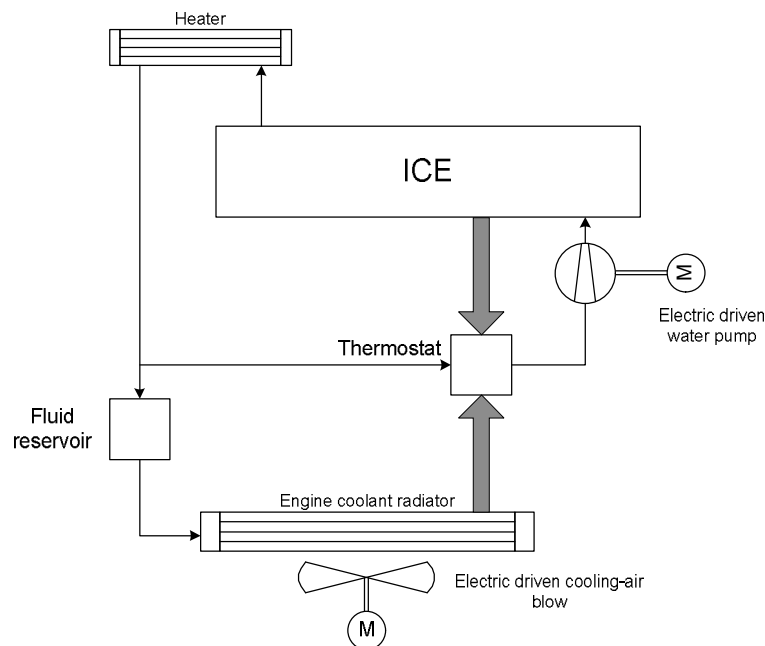 Heater
ICE
M
Electric driven
water pump
Thermostat
Fluid
reservoir
Engine coolant radiator
Electric driven cooling-air
blow
M